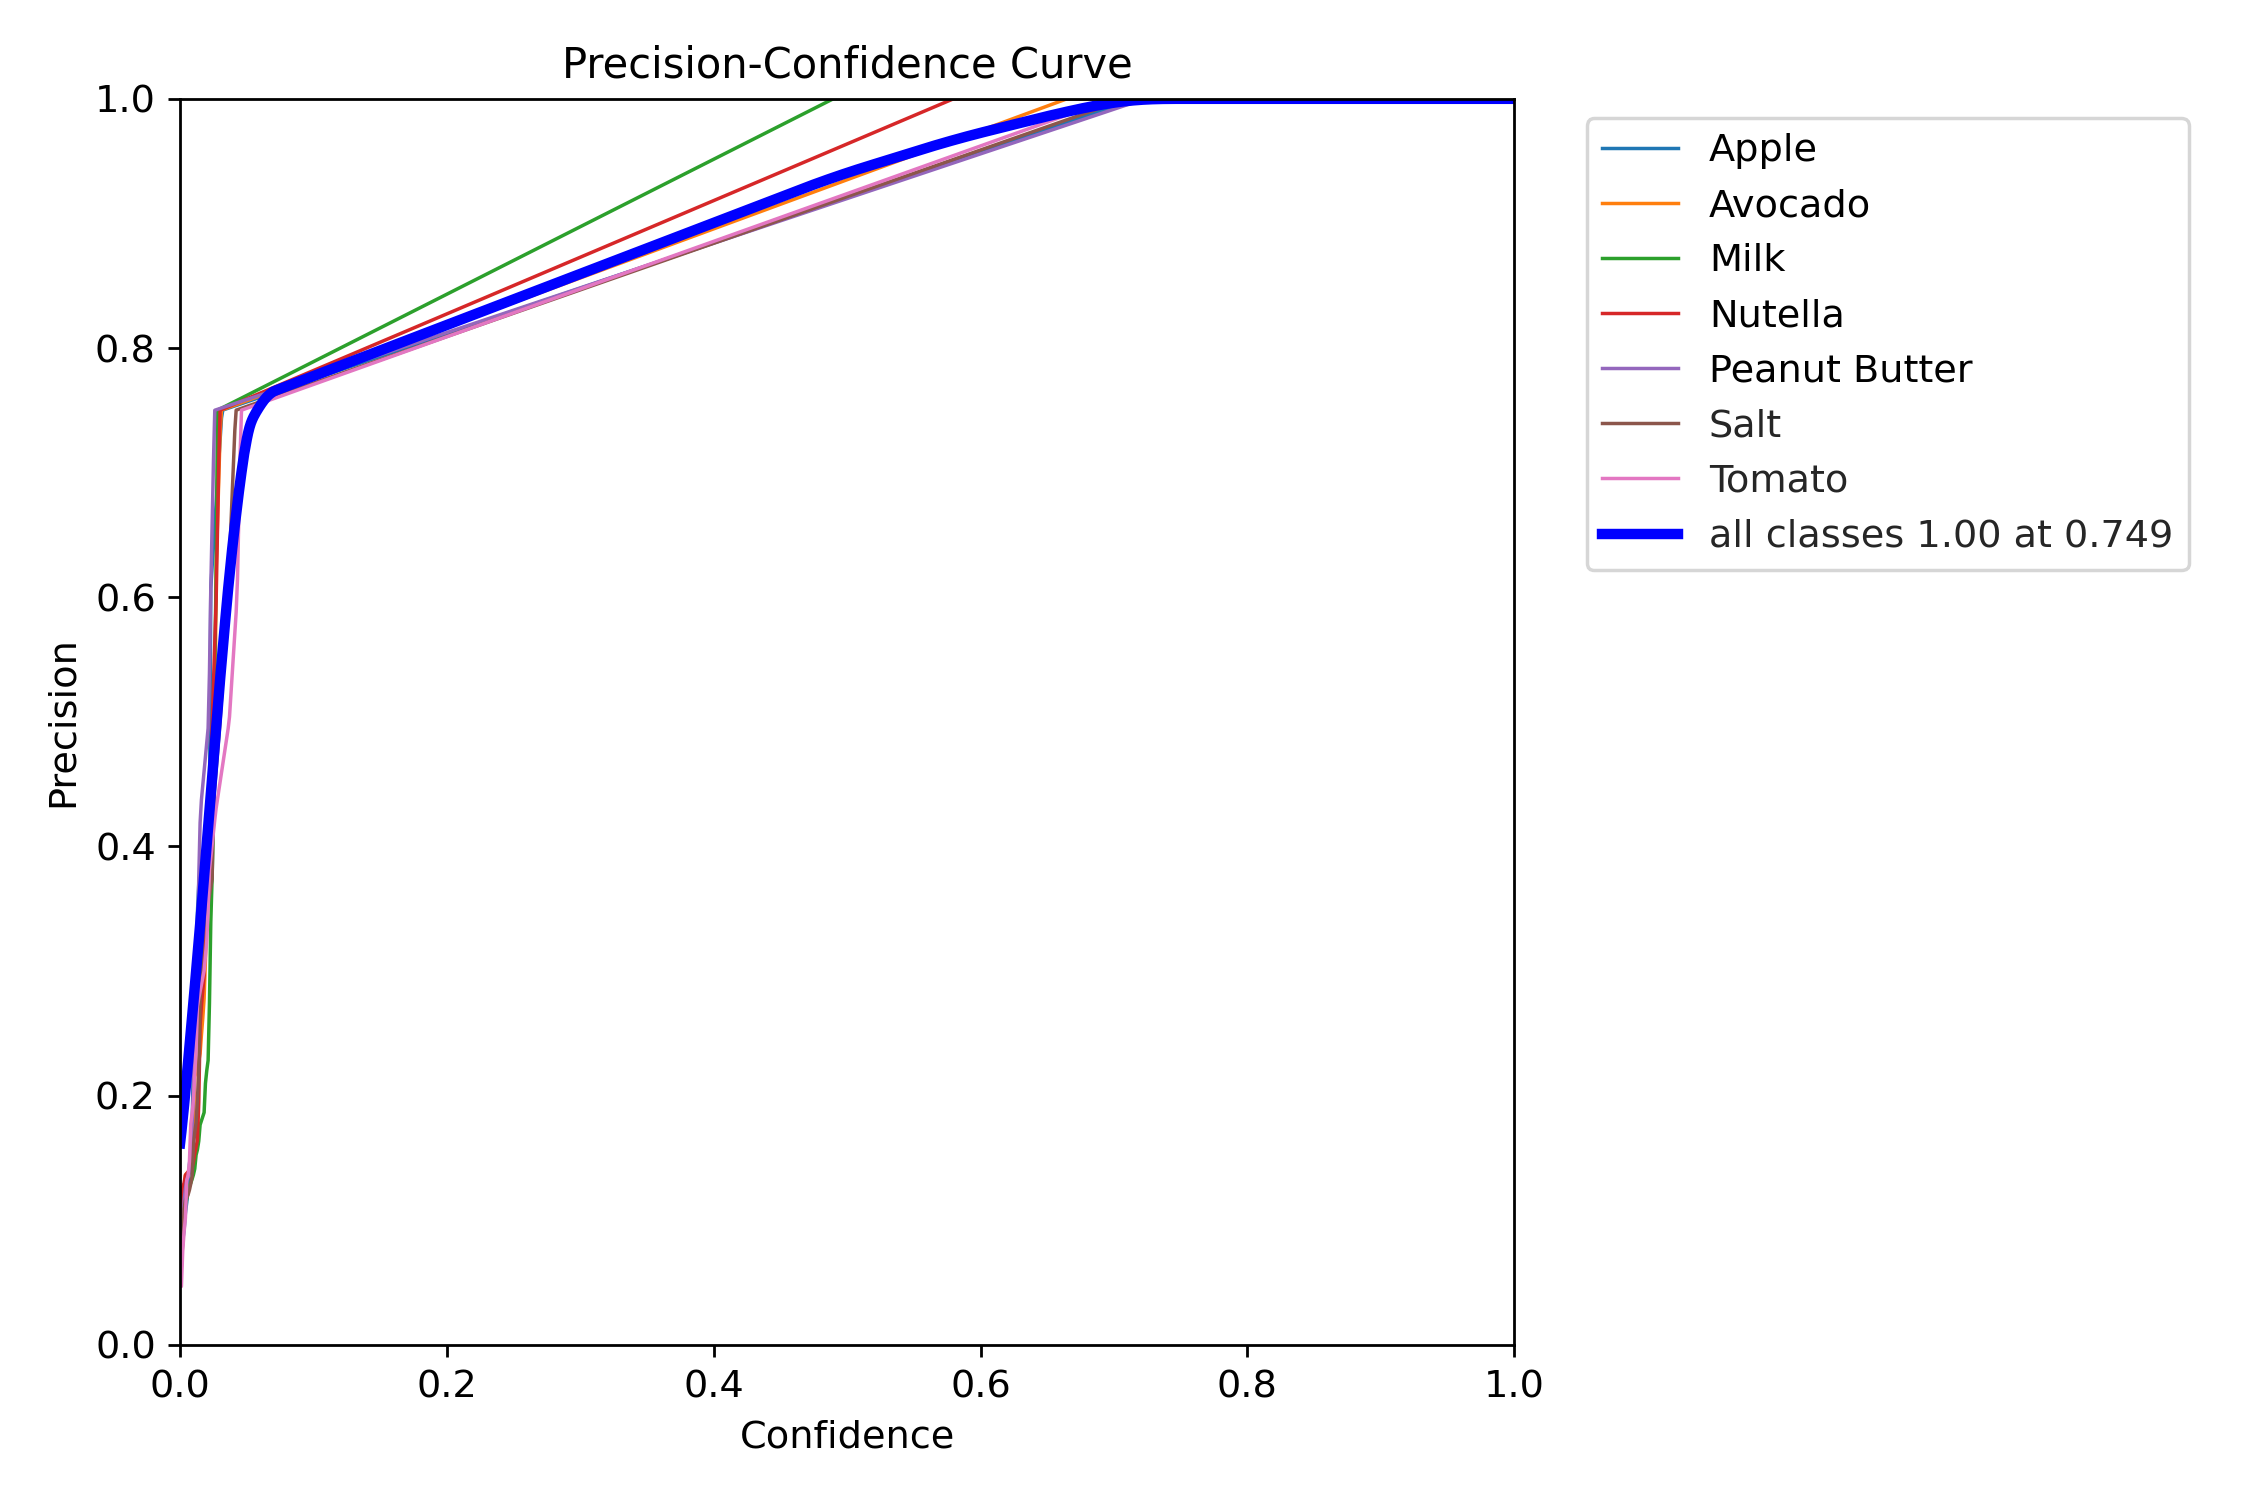 Precision-Confidence Curve
1.0
0.8
0.6
0.4
0.2
0.0
Precision
0.0 0.2 0.4 0.6 0.8 1.0
Confidence
Apple
Avocado
Milk
Nutella
Peanut Butter
Salt
Tomato
all classes 1.00 at 0.749